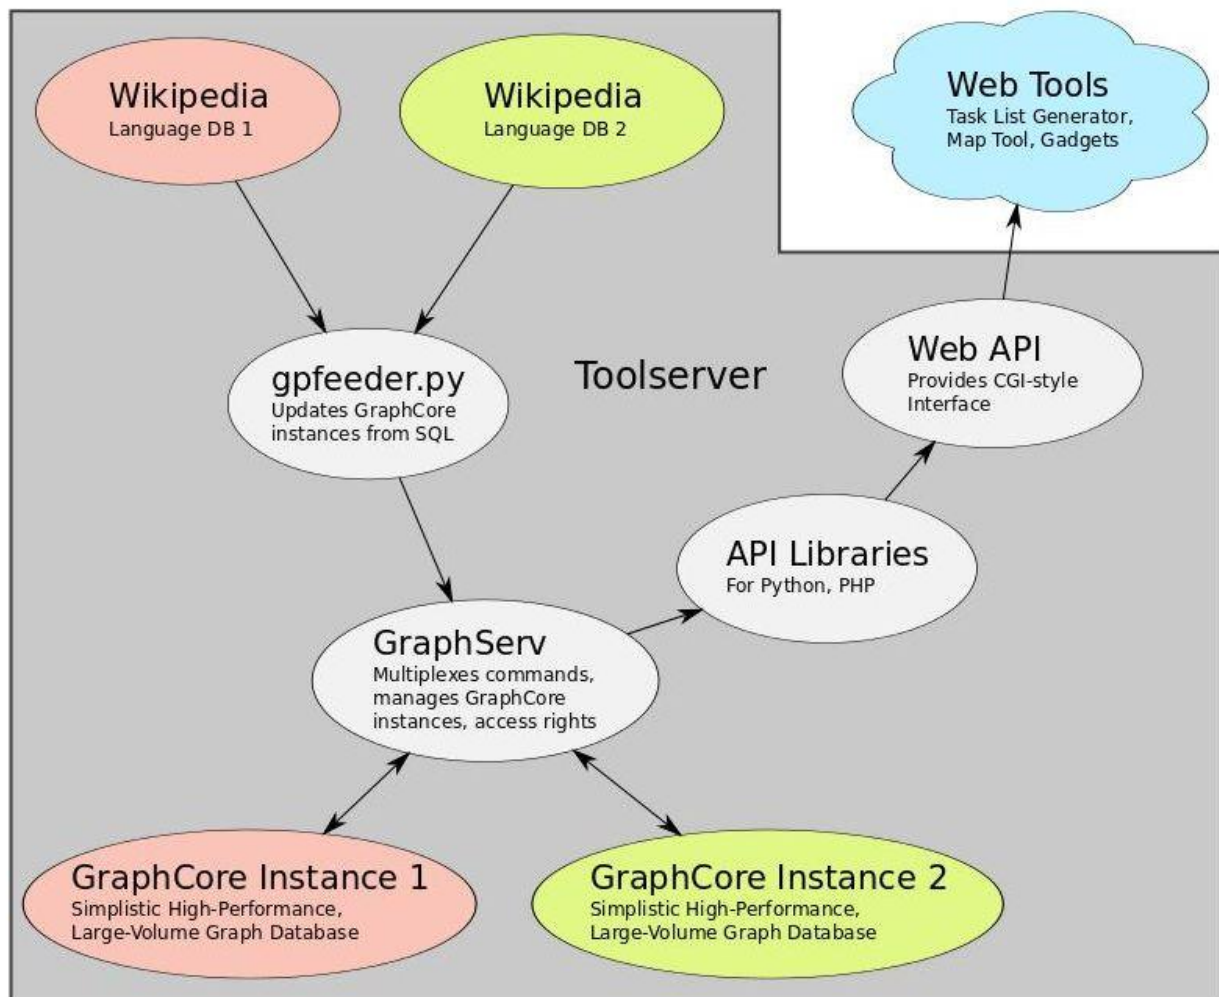 Wikipedia
Language DB 1
Wikipedia
Language DB 2
Web Tools
Task List Generator,
Map Tool, Gadgets
gpfeeder.py
Updates GraphCore
instances from SQL
Toolserver
Web API
Provides CGI-style
Interface
API Libraries
For Python, PHP
GraphServ
Multiplexes commands,
manages GraphCore
instances, access rights
GraphCore Instance 1
Simplistic High-Performance,
Large-Volume Graph Database
GraphCore Instance 2
Simplistic High-Performance,
Large-Volume Graph Database